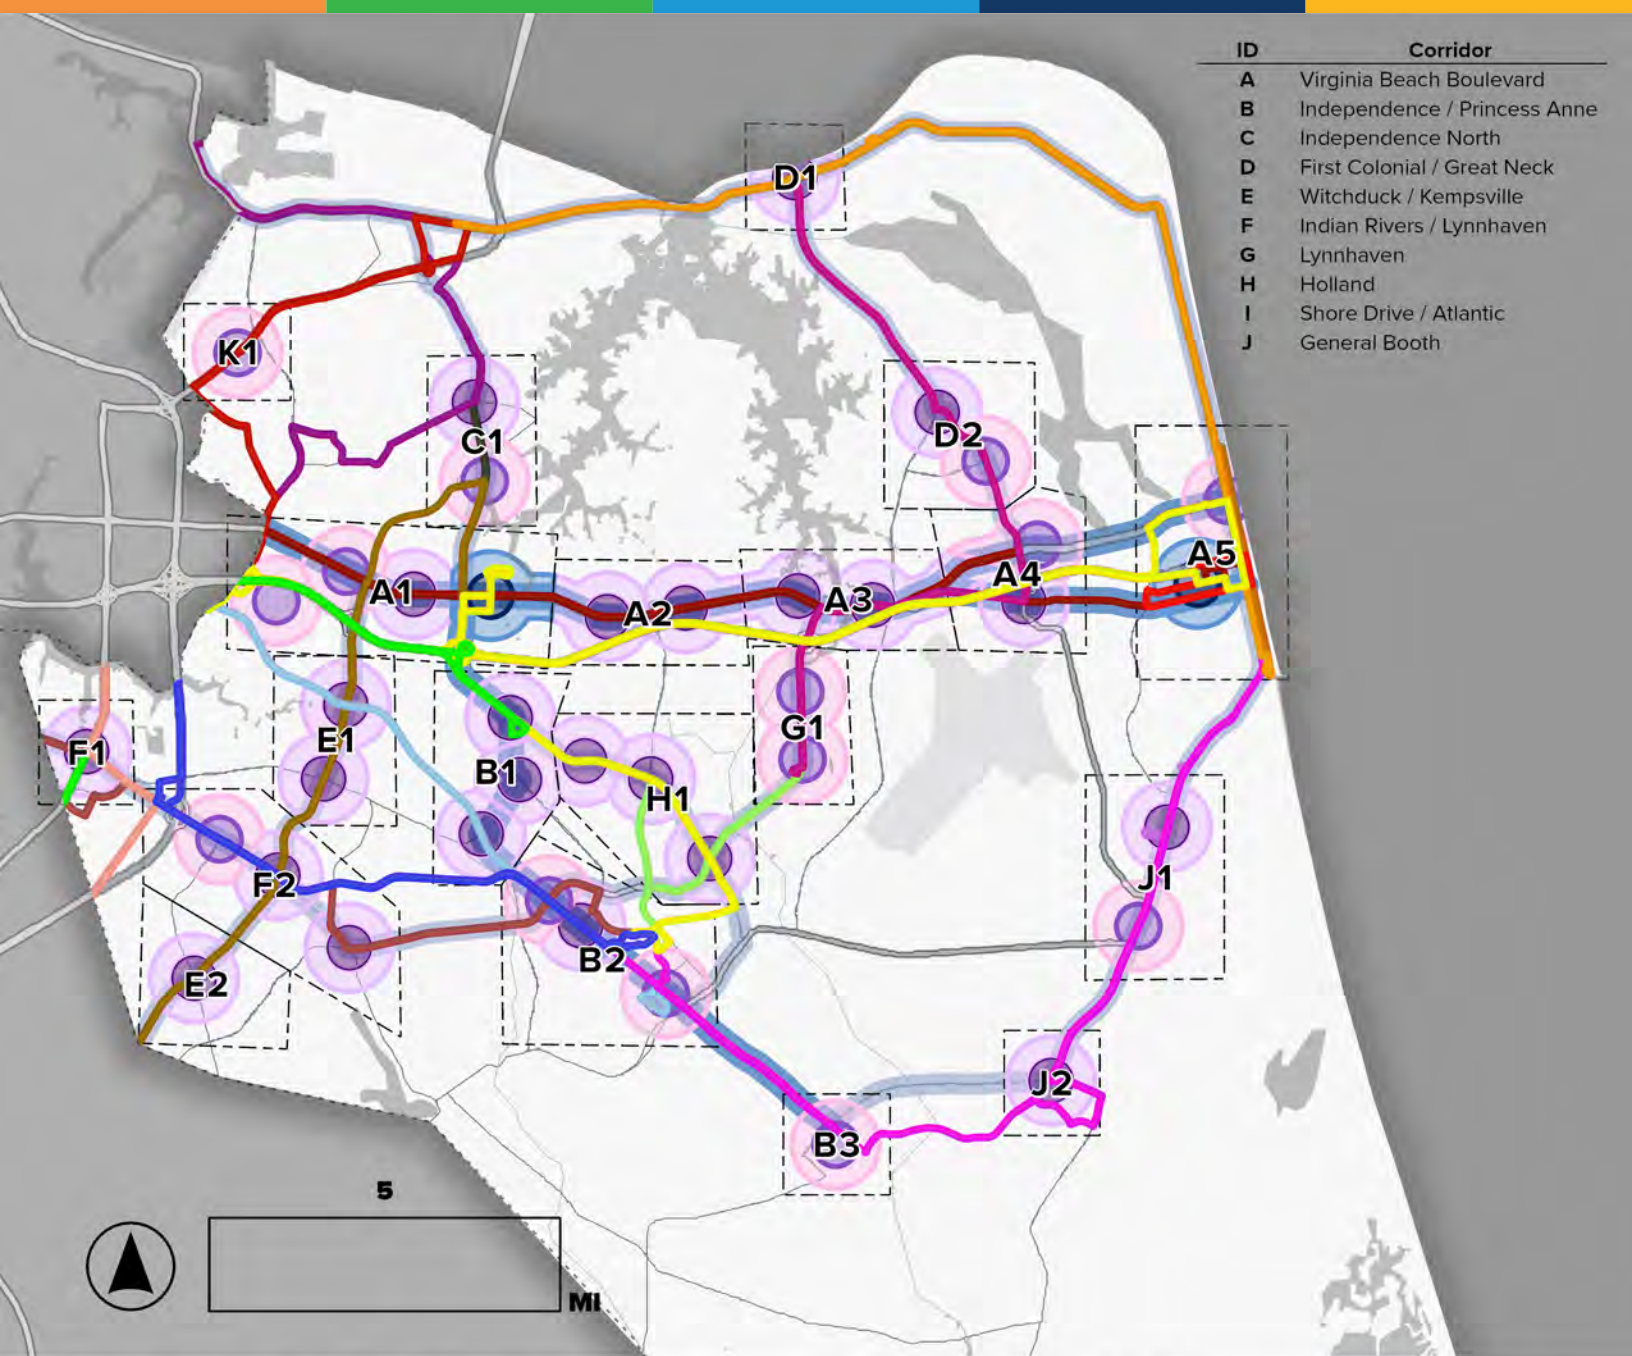 ID Corridor
A Virginia Beach Boulevard
B Independence / Princess Anne
C Independence North
D First Colonial / Great Neck
E Witchduck / Kempsville
F Indian Rivers / Lynnhaven
G Lynnhaven
H Holland
I Shore Drive / Atlantic
J General Booth
D1
K1
C1
D2
A1
A2
A3
A4
A5
F1
E1
B1
G1
H1
F2
J1
E2
B2
J2
B3
5
MI